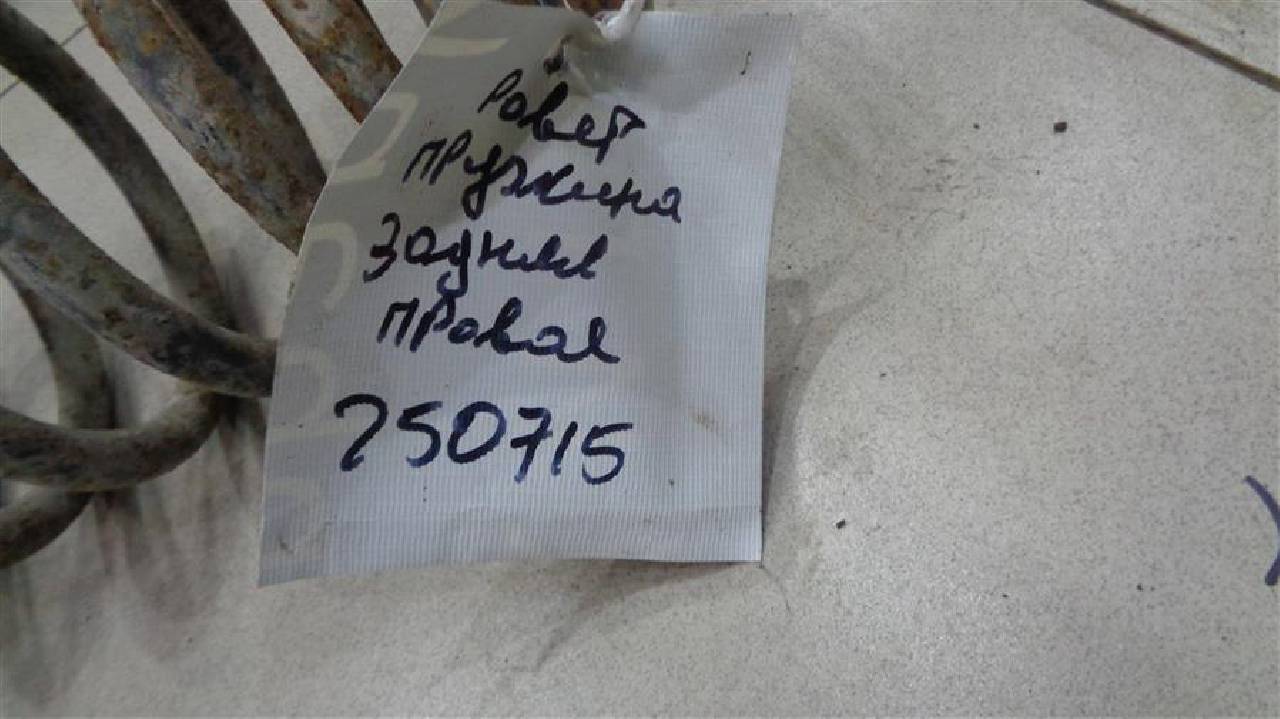 Ровер
пружина
задняя
правая
250715